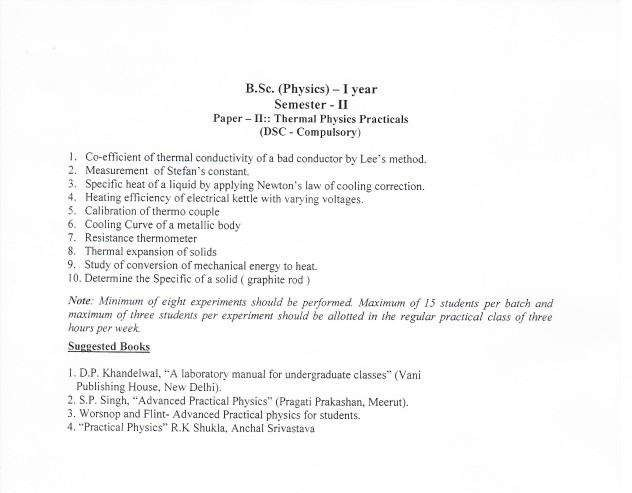 B.Sc. (Physics) – I year
Semester - II
Paper – II:: Thermal Physics Practicals
(DSC - Compulsory)
1. Co-efficient of thermal conductivity of a bad conductor by Lee's method.
2. Measurement of Stefan's constant.
3. Specific heat of a liquid by applying Newton's law of cooling correction.
4. Heating efficiency of electrical kettle with varying voltages.
5. Calibration of thermo couple
6. Cooling Curve of a metallic body
7. Resistance thermometer
8. Thermal expansion of solids
9. Study of conversion of mechanical energy to heat.
10. Determine the Specific of a solid ( graphite rod )
Note: Minimum of eight experiments should be performed. Maximum of 15 students per batch and
maximum of three students per experiment should be allotted in the regular practical class of three
hours per week.
Suggested Books
1. D.P. Khandelwal, “A laboratory manual for undergraduate classes” (Vani
Publishing House, New Delhi).
2. S.P. Singh, “Advanced Practical Physics” (Pragati Prakashan, Meerut).
3. Worsnop and Flint- Advanced Practical physics for students.
4. “Practical Physics” R.K Shukla, Anchal Srivastava